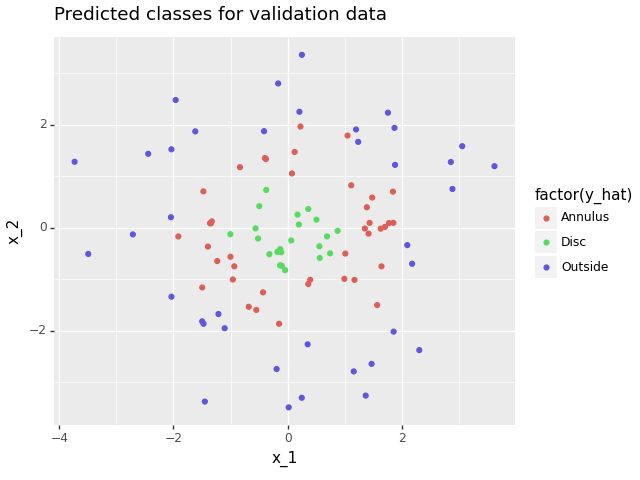 Predicted classes for validation data
x_2
2
0
−2
−4
−2
0
2
x_1
factor(y_hat)
Annulus
Disc
Outside